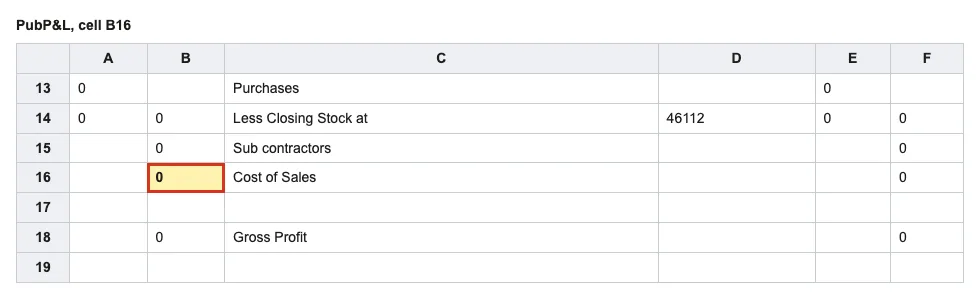 PubP&L, cell B16
A B C D E F
13 0 Purchases 0
14 0 0 Less Closing Stock at 46112 0 0
15 0 Sub contractors 0
16 0 Cost of Sales 0
17
18 0 Gross Profit 0
19